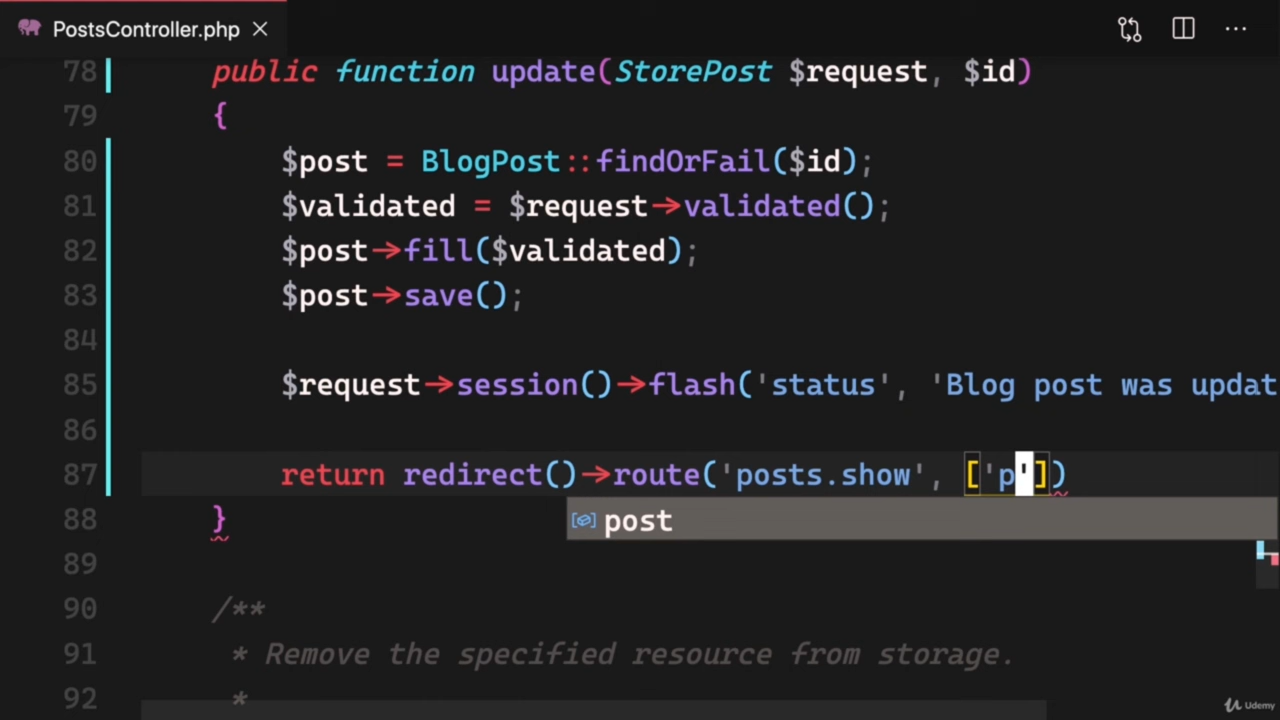 PostsController.php
78 public function update(StorePost $request, $id)
79 {
80 $post = BlogPost::findOrFail($id);
81 $validated = $request->validated();
82 $post->fill($validated);
83 $post->save();
84
85 $request->session()->flash('status', 'Blog post was updat
86
87 return redirect()->route('posts.show', ['p'])
post
88 }
89
90 /**
91 * Remove the specified resource from storage.
92 *
Udemy